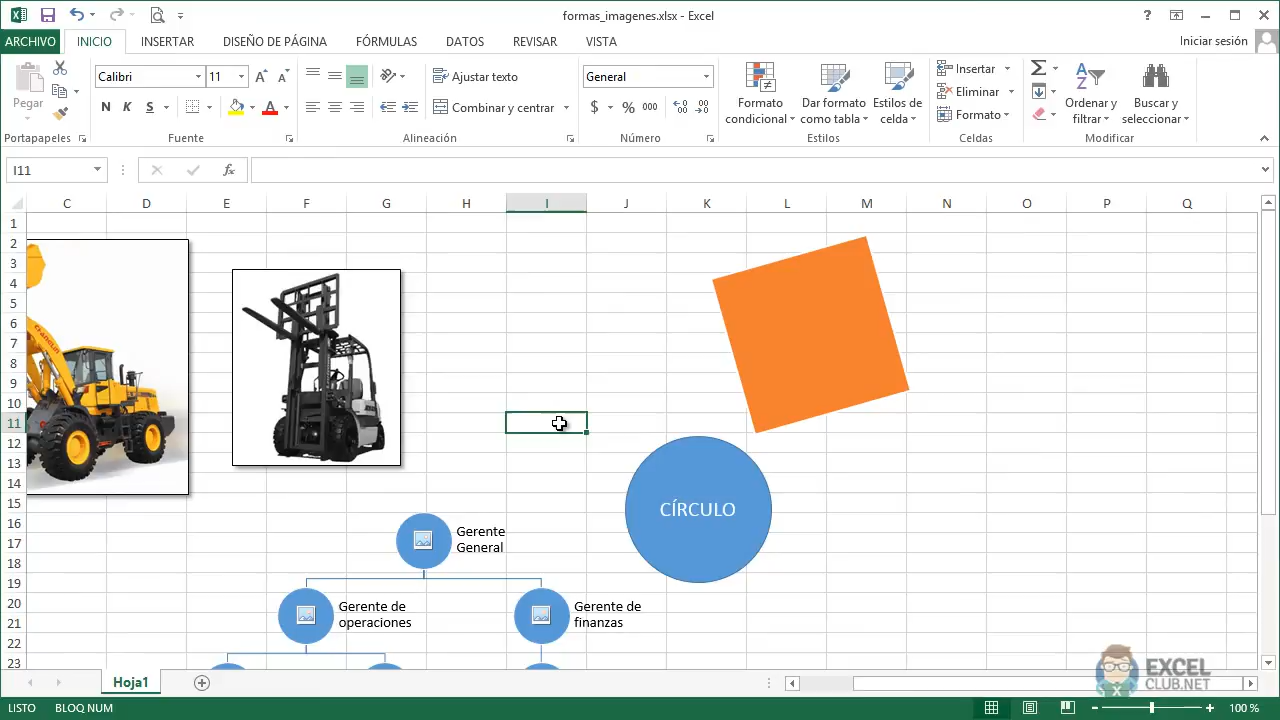 formas_imagenes.xlsx - Excel
ARCHIVO INICIO INSERTAR DISEÑO DE PÁGINA FÓRMULAS DATOS REVISAR VISTA Iniciar sesión
Pegar
Portapapeles
Calibri 11
N K S
Fuente
Ajustar texto
Combinar y centrar
Alineación
General
$ % 000
Número
Formato condicional
Dar formato como tabla
Estilos de celda
Estilos
Insertar
Eliminar
Formato
Celdas
Ordenar y filtrar
Buscar y seleccionar
Modificar
I11 fx
C D E F G H I J K L M N O P Q
1
2
3
4
5
6
7
8
9
10
11
12
13
14
15
16
17
18
19
20
21
22
23
CÍRCULO
Gerente
General
Gerente de
operaciones
Gerente de
finanzas
EXCEL
CLUB.NET
Hoja1
LISTO BLOQ NUM 100 %